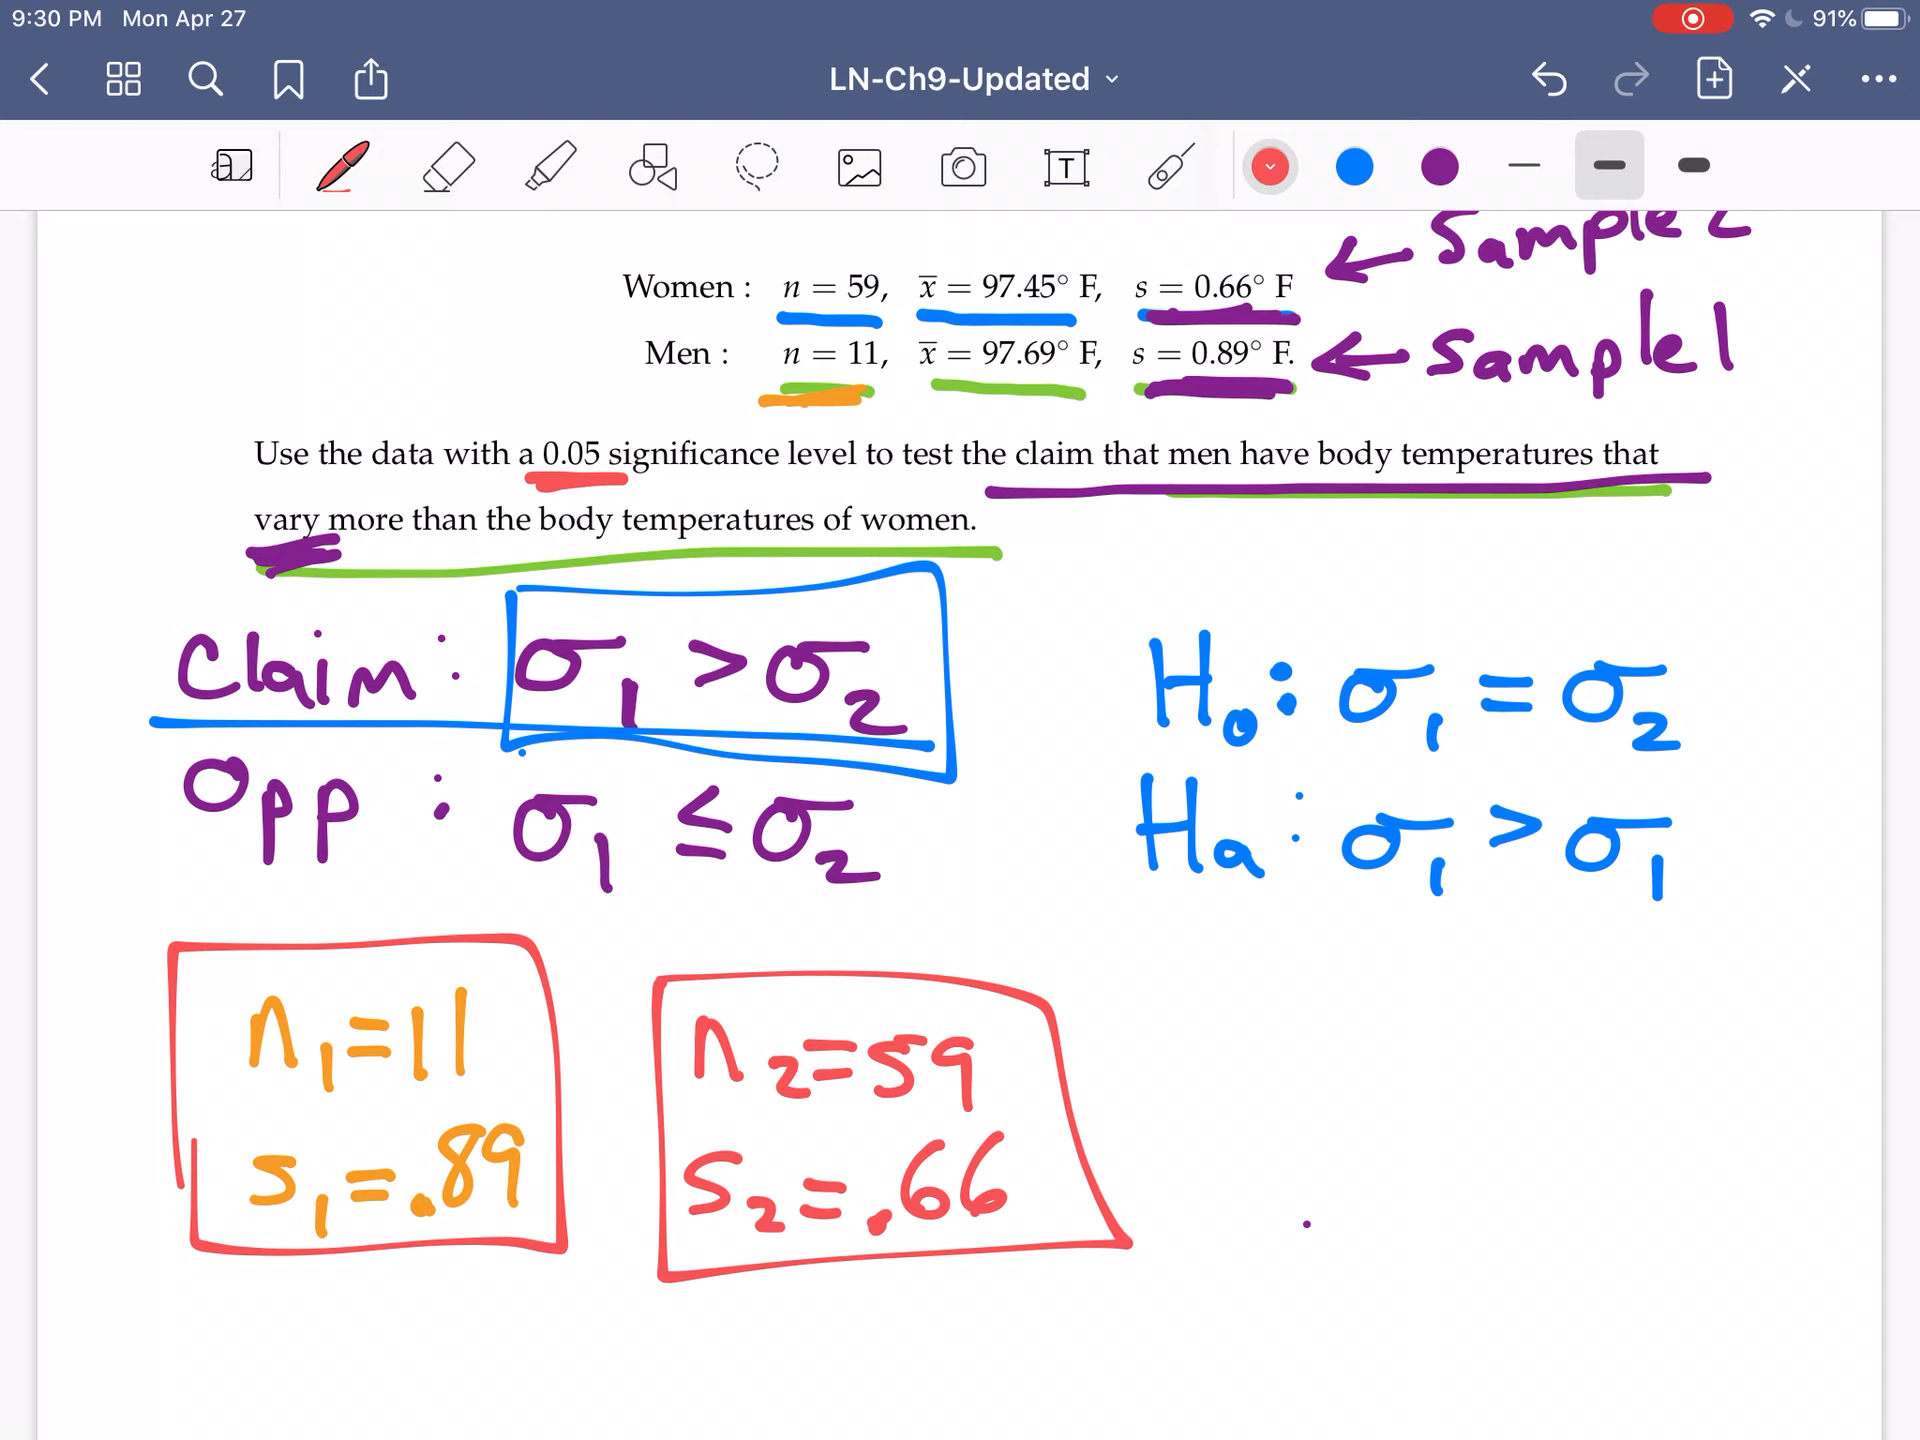 9:30 PM Mon Apr 27
91%
LN-Ch9-Updated
T
Sample 2
Women : n = 59, x̅ = 97.45° F, s = 0.66° F
Men : n = 11, x̅ = 97.69° F, s = 0.89° F.
Sample 1
Use the data with a 0.05 significance level to test the claim that men have body temperatures that
vary more than the body temperatures of women.
Claim: σ₁ > σ₂
Opp : σ₁ ≤ σ₂
H₀: σ₁ = σ₂
Hₐ: σ₁ > σ₁
n₁=11
s₁=.89
n₂=59
s₂=.66